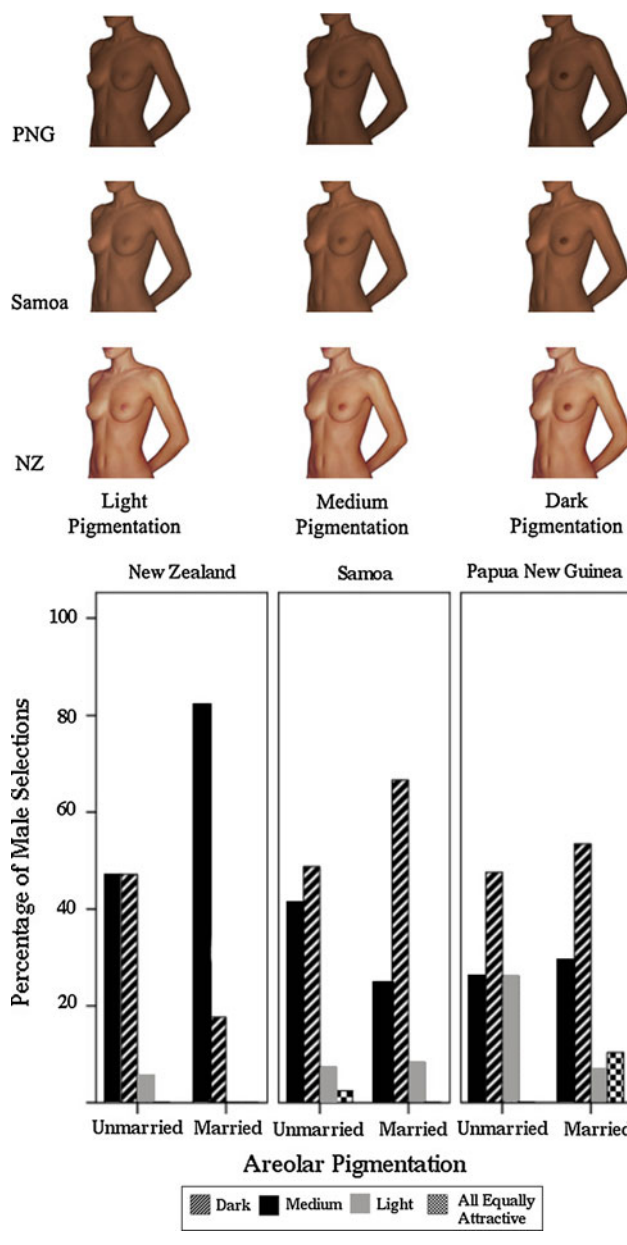 PNG
Samoa
NZ
Light Pigmentation
Medium Pigmentation
Dark Pigmentation
New Zealand
Samoa
Papua New Guinea
Percentage of Male Selections
100
80
60
40
20
Unmarried Married
Unmarried Married
Unmarried Married
Areolar Pigmentation
Dark Medium Light All Equally Attractive